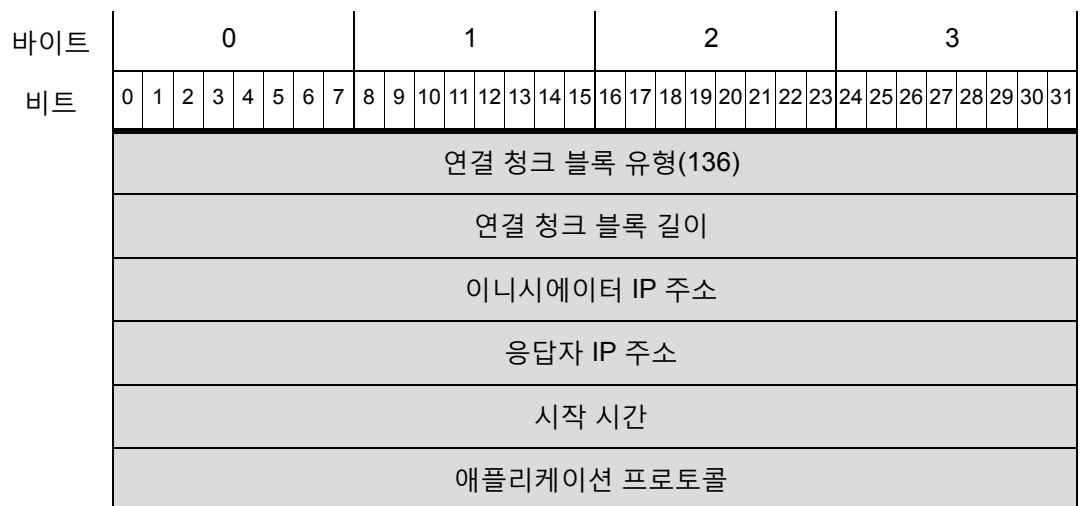 바이트 0 1 2 3
비트 0 1 2 3 4 5 6 7 8 9 10 11 12 13 14 15 16 17 18 19 20 21 22 23 24 25 26 27 28 29 30 31
연결 청크 블록 유형(136)
연결 청크 블록 길이
이니시에이터 IP 주소
응답자 IP 주소
시작 시간
애플리케이션 프로토콜